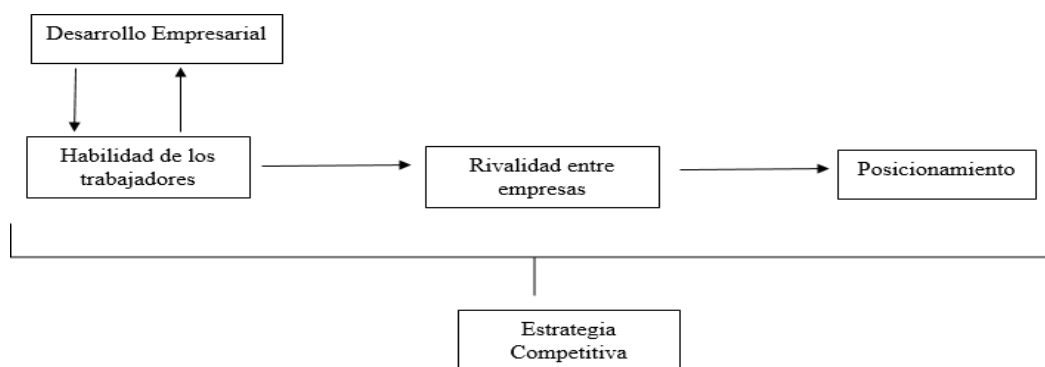 Desarrollo Empresarial
Habilidad de los
trabajadores
Rivalidad entre
empresas
Posicionamiento
Estrategia
Competitiva